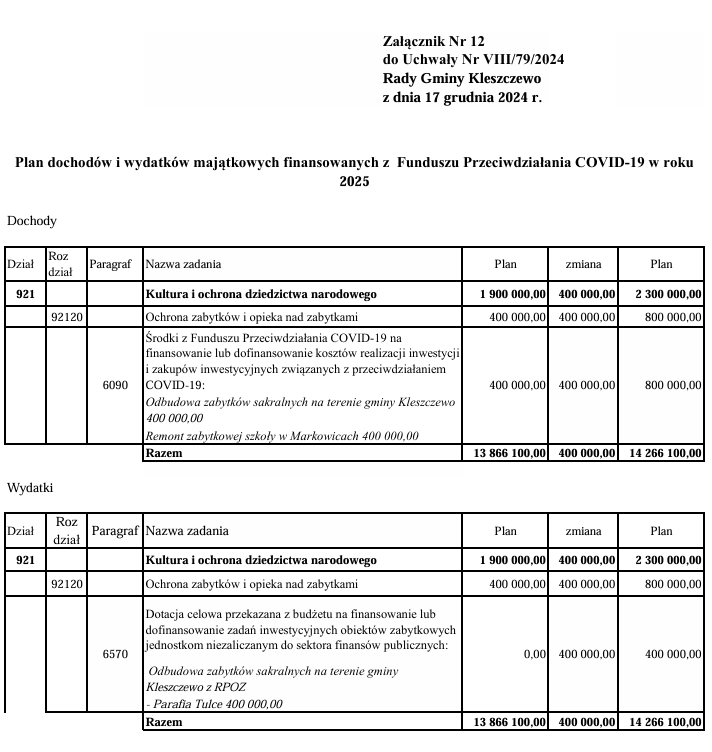 Załącznik Nr 12
do Uchwały Nr VIII/79/2024
Rady Gminy Kleszczewo
z dnia 17 grudnia 2024 r.
Plan dochodów i wydatków majątkowych finansowanych z Funduszu Przeciwdziałania COVID-19 w roku
2025
Dochody
Dział Roz dział Paragraf Nazwa zadania Plan zmiana Plan
921 Kultura i ochrona dziedzictwa narodowego 1 900 000,00 400 000,00 2 300 000,00
92120 Ochrona zabytków i opieka nad zabytkami 400 000,00 400 000,00 800 000,00
Środki z Funduszu Przeciwdziałania COVID-19 na
finansowanie lub dofinansowanie kosztów realizacji inwestycji
i zakupów inwestycyjnych związanych z przeciwdziałaniem
6090 COVID-19: 400 000,00 400 000,00 800 000,00
Odbudowa zabytków sakralnych na terenie gminy Kleszczewo
400 000,00
Remont zabytkowej szkoły w Markowicach 400 000,00
Razem 13 866 100,00 400 000,00 14 266 100,00
Wydatki
Dział Roz dział Paragraf Nazwa zadania Plan zmiana Plan
921 Kultura i ochrona dziedzictwa narodowego 1 900 000,00 400 000,00 2 300 000,00
92120 Ochrona zabytków i opieka nad zabytkami 400 000,00 400 000,00 800 000,00
Dotacja celowa przekazana z budżetu na finansowanie lub
dofinansowanie zadań inwestycyjnych obiektów zabytkowych
jednostkom niezaliczanym do sektora finansów publicznych:
6570 0,00 400 000,00 400 000,00
Odbudowa zabytków sakralnych na terenie gminy
Kleszczewo z RPOZ
- Parafia Tulce 400 000,00
Razem 13 866 100,00 400 000,00 14 266 100,00